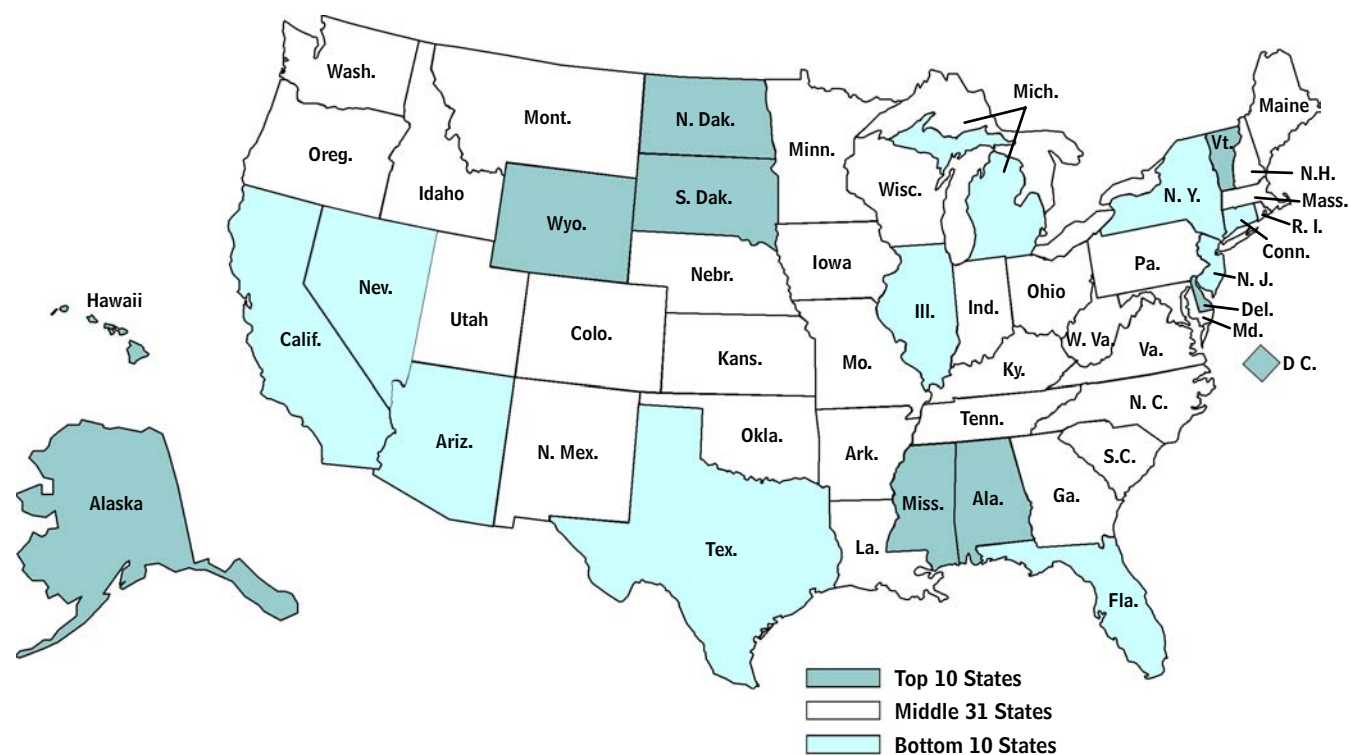 Wash.
Mont.
N. Dak.
Minn.
Mich.
Maine
Vt.
Oreg.
Idaho
Wyo.
S. Dak.
Wisc.
N. Y.
N.H.
Mass.
R. I.
Conn.
Nebr.
Iowa
Pa.
N. J.
Hawaii
Nev.
Utah
Colo.
Ill.
Ind.
Ohio
Del.
Md.
Calif.
Kans.
Mo.
Ky.
W. Va.
Va.
D C.
Ariz.
N. Mex.
Okla.
Ark.
Tenn.
N. C.
S.C.
Alaska
Tex.
La.
Miss.
Ala.
Ga.
Fla.
Top 10 States
Middle 31 States
Bottom 10 States